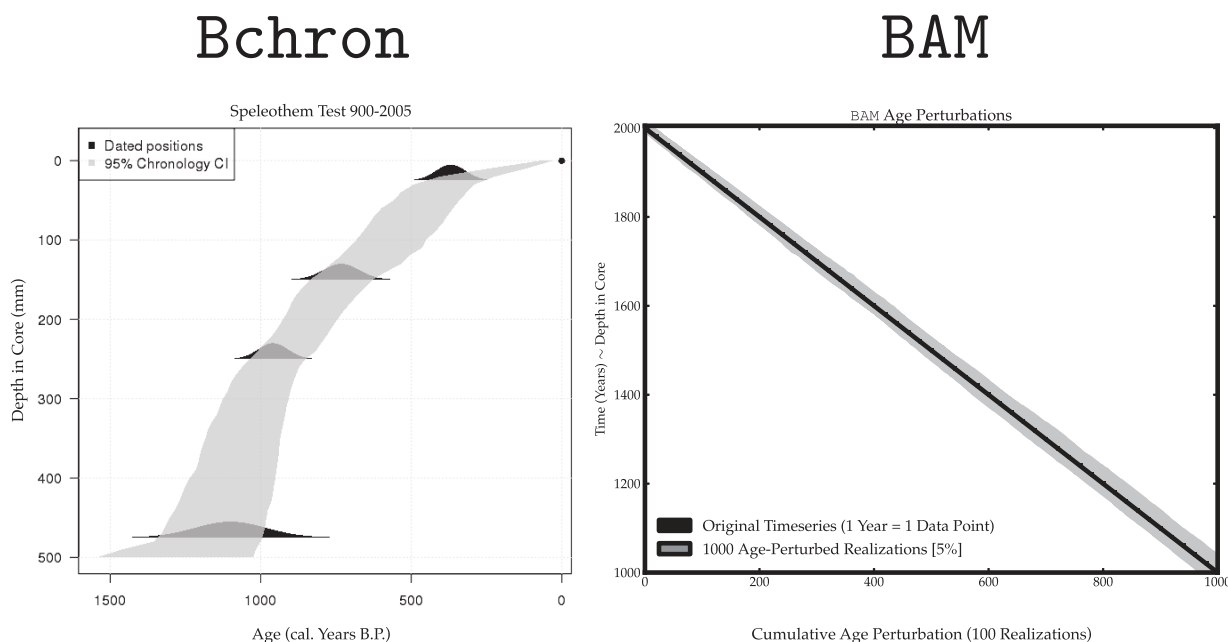 Bchron
BAM
Speleothem Test 900-2005
Dated positions
95% Chronology CI
0
100
200
300
400
500
Depth in Core (mm)
1500
1000
500
0
Age (cal. Years B.P.)
BAM Age Perturbations
2000
1800
1600
1400
1200
1000
Time (Years) ~ Depth in Core
Original Timeseries (1 Year = 1 Data Point)
1000 Age-Perturbed Realizations [5%]
0
200
400
600
800
1000
Cumulative Age Perturbation (100 Realizations)